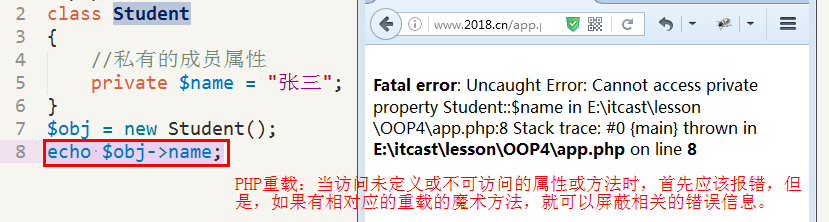 2 class Student
3 {
4 //私有的成员属性
5 private $name = "张三";
6 }
7 $obj = new Student();
8 echo $obj->name;
www.2018.cn/app.p
Fatal error: Uncaught Error: Cannot access private
property Student::$name in E:\itcast\lesson
\OOP4\app.php:8 Stack trace: #0 {main} thrown in
E:\itcast\lesson\OOP4\app.php on line 8
PHP重载：当访问未定义或不可访问的属性或方法时，首先应该报错，但
是，如果有相对应的重载的魔术方法，就可以屏蔽相关的错误信息。